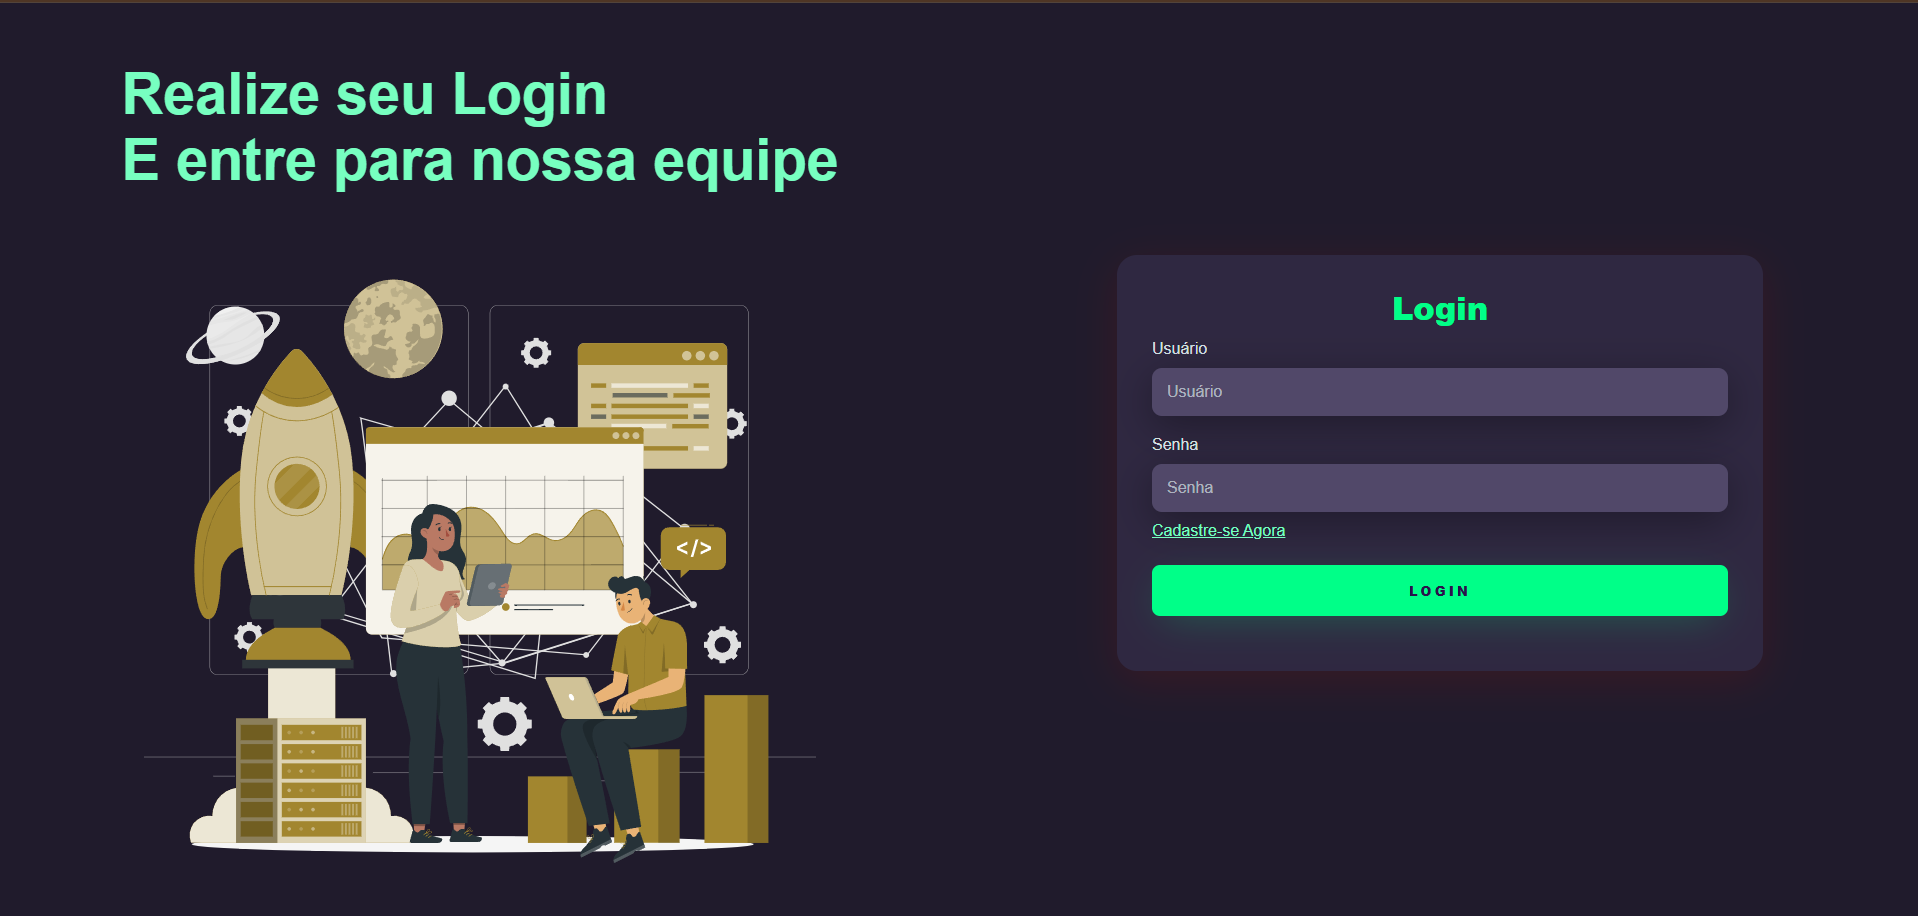 Realize seu Login
E entre para nossa equipe
</>
Login
Usuário
Usuário
Senha
Senha
Cadastre-se Agora
LOGIN